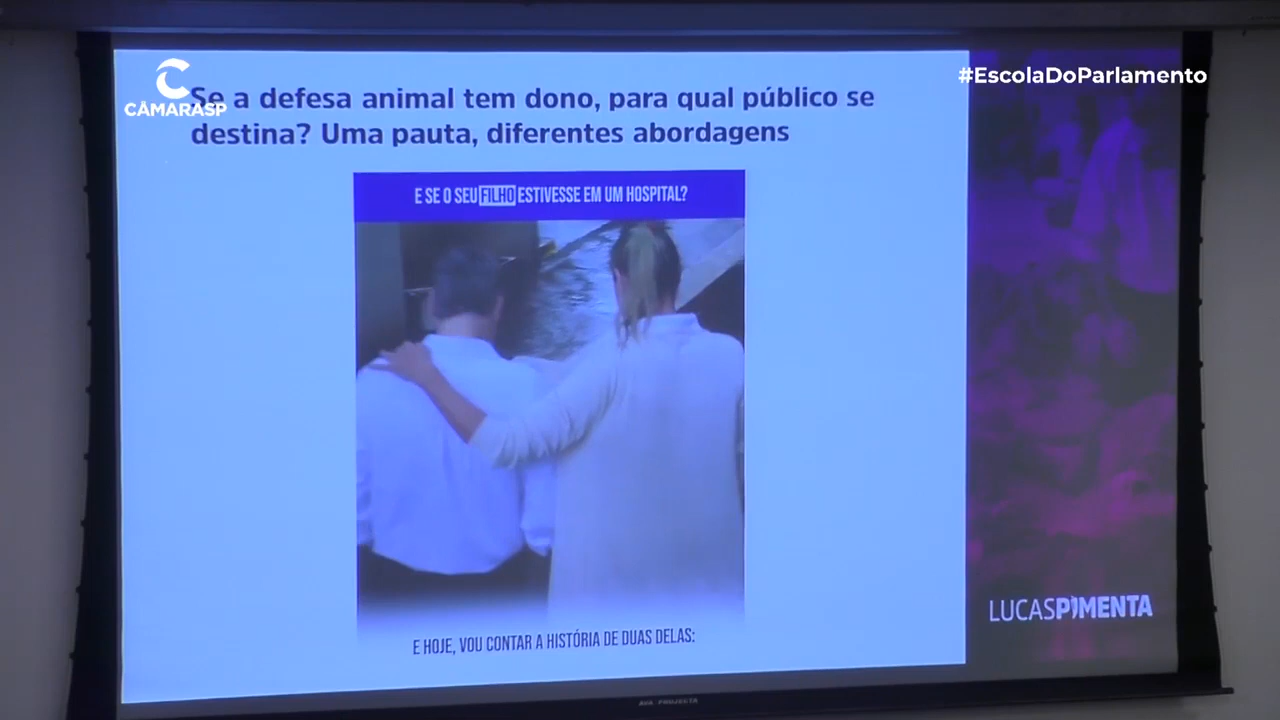 CÂMARASP
#EscolaDoParlamento
Se a defesa animal tem dono, para qual público se
destina? Uma pauta, diferentes abordagens
E SE O SEU FILHO ESTIVESSE EM UM HOSPITAL?
E HOJE, VOU CONTAR A HISTÓRIA DE DUAS DELAS:
LUCASPIMENTA